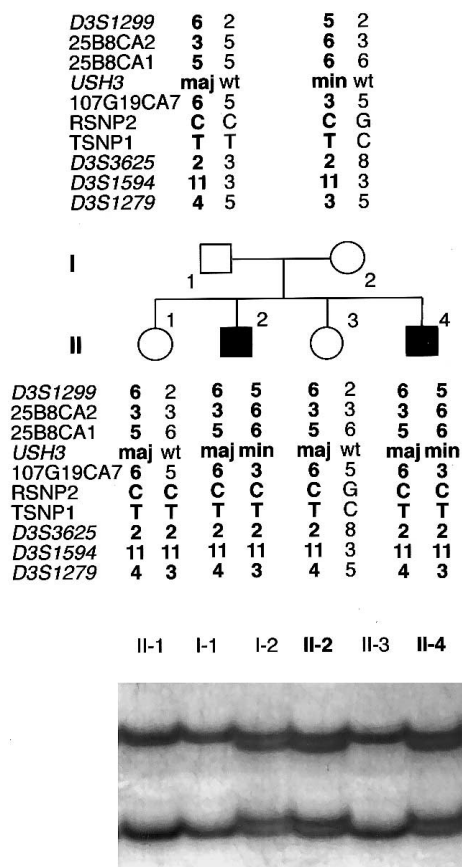 D3S1299 6 2 5 2
25B8CA2 3 5 6 3
25B8CA1 5 5 6 6
USH3 maj wt min wt
107G19CA7 6 5 3 5
RSNP2 C C C G
TSNP1 T T T C
D3S3625 2 3 2 8
D3S1594 11 3 11 3
D3S1279 4 5 3 5
I 1 2
II 1 2 3 4
D3S1299 6 2 6 5 6 2 6 5
25B8CA2 3 3 3 6 3 3 3 6
25B8CA1 5 6 5 6 5 6 5 6
USH3 maj wt maj min maj wt maj min
107G19CA7 6 5 6 3 6 5 6 3
RSNP2 C C C C C G C C
TSNP1 T T T T T C T T
D3S3625 2 2 2 2 2 8 2 2
D3S1594 11 11 11 11 11 3 11 11
D3S1279 4 3 4 3 4 5 4 3
II-1 I-1 I-2 II-2 II-3 II-4